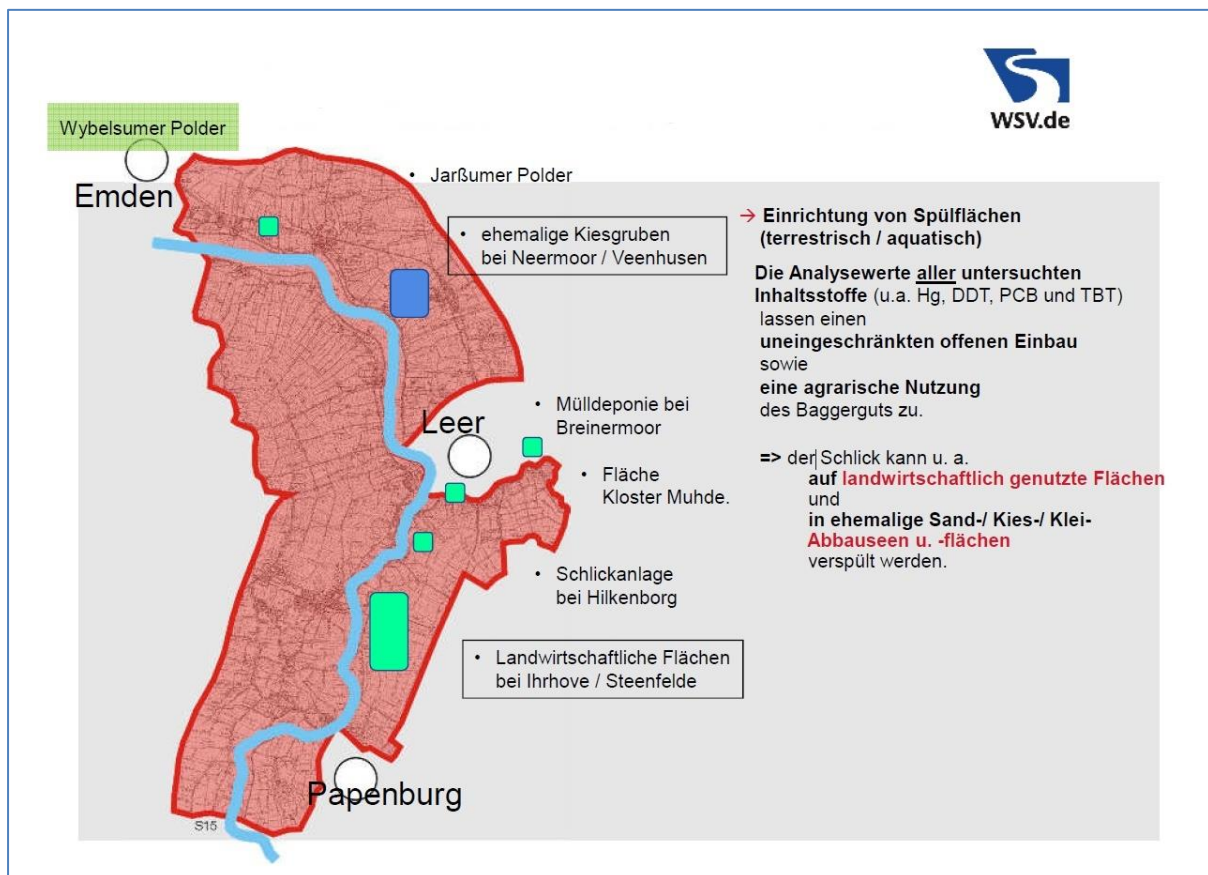 WSV.de
Wybelsumer Polder
Emden
• Jarßumer Polder
• ehemalige Kiesgruben
bei Neermoor / Veenhusen
Leer
• Mülldeponie bei
Breinermoor
• Fläche
Kloster Muhde.
• Schlickanlage
bei Hilkenborg
• Landwirtschaftliche Flächen
bei Ihrhove / Steenfelde
Papenburg
S15
→ Einrichtung von Spülflächen
(terrestrisch / aquatisch)
Die Analysewerte aller untersuchten
Inhaltsstoffe (u.a. Hg, DDT, PCB und TBT)
lassen einen
uneingeschränkten offenen Einbau
sowie
eine agrarische Nutzung
des Baggerguts zu.
=> der Schlick kann u. a.
auf landwirtschaftlich genutzte Flächen
und
in ehemalige Sand-/ Kies-/ Klei-
Abbauseen u. -flächen
verspült werden.